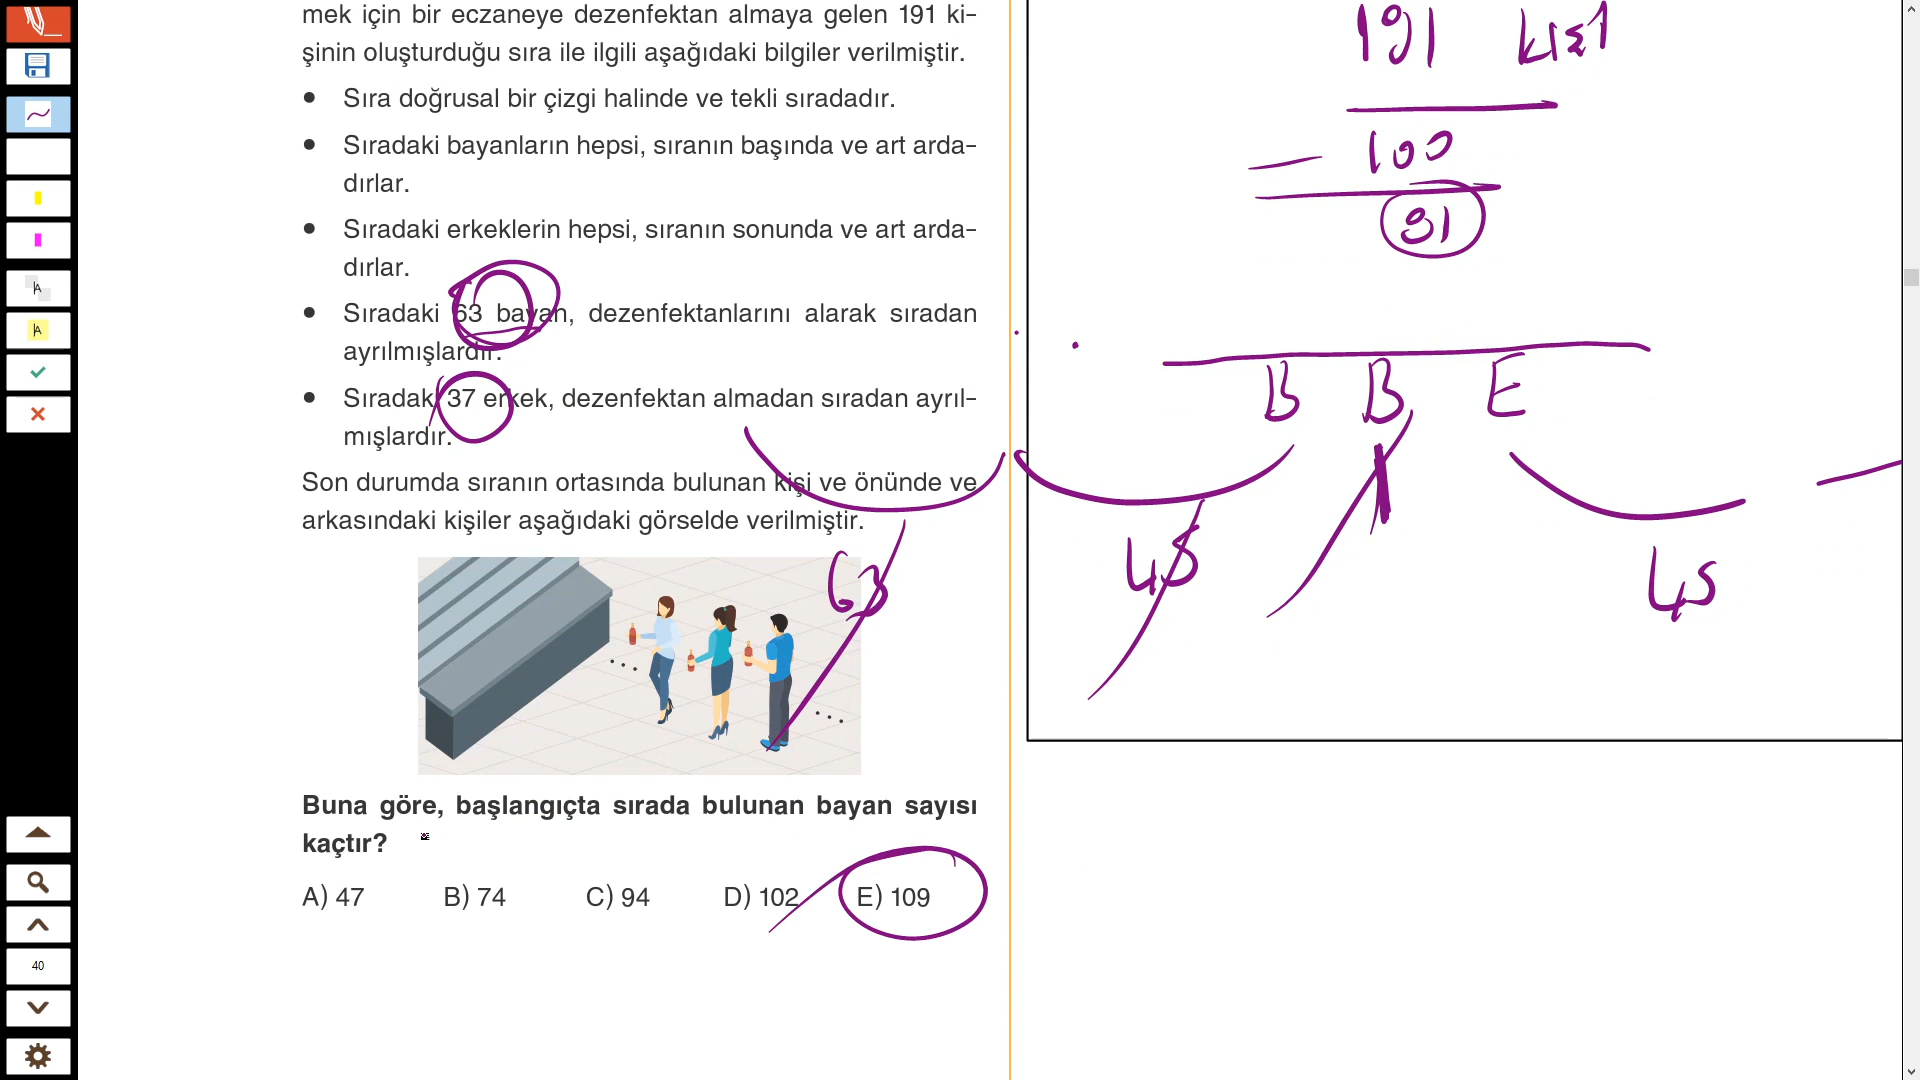 mek için bir eczaneye dezenfektan almaya gelen 191 ki-
şinin oluşturduğu sıra ile ilgili aşağıdaki bilgiler verilmiştir.
• Sıra doğrusal bir çizgi halinde ve tekli sıradadır.
• Sıradaki bayanların hepsi, sıranın başında ve art arda-
dırlar.
• Sıradaki erkeklerin hepsi, sıranın sonunda ve art arda-
dırlar.
• Sıradaki 63 bayan, dezenfektanlarını alarak sıradan
ayrılmışlardır.
• Sıradaki 37 erkek, dezenfektan almadan sıradan ayrıl-
mışlardır.
Son durumda sıranın ortasında bulunan kişi ve önünde ve
arkasındaki kişiler aşağıdaki görselde verilmiştir.
63
Buna göre, başlangıçta sırada bulunan bayan sayısı
kaçtır?
A) 47 B) 74 C) 94 D) 102 E) 109
191 kişi
- 100
91
B B E
45 45
40